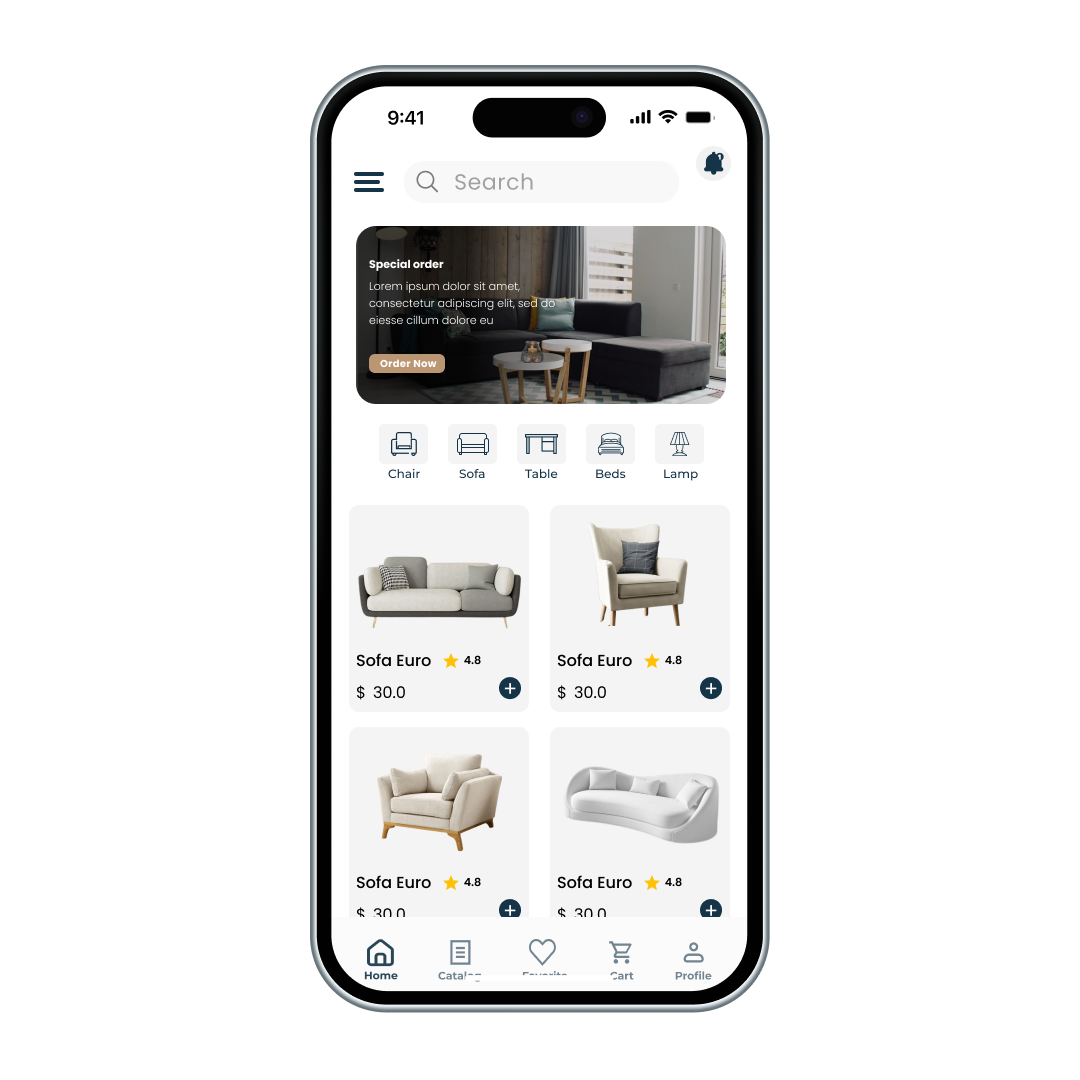 9:41
Search
Special order
Lorem ipsum dolor sit amet,
consectetur adipiscing elit, sed do
eiesse cillum dolore eu
Order Now
Chair Sofa Table Beds Lamp
Sofa Euro 4.8 Sofa Euro 4.8
$ 30.0 $ 30.0
Sofa Euro 4.8 Sofa Euro 4.8
$ 30.0 $ 30.0
Home Catalog Favorite Cart Profile